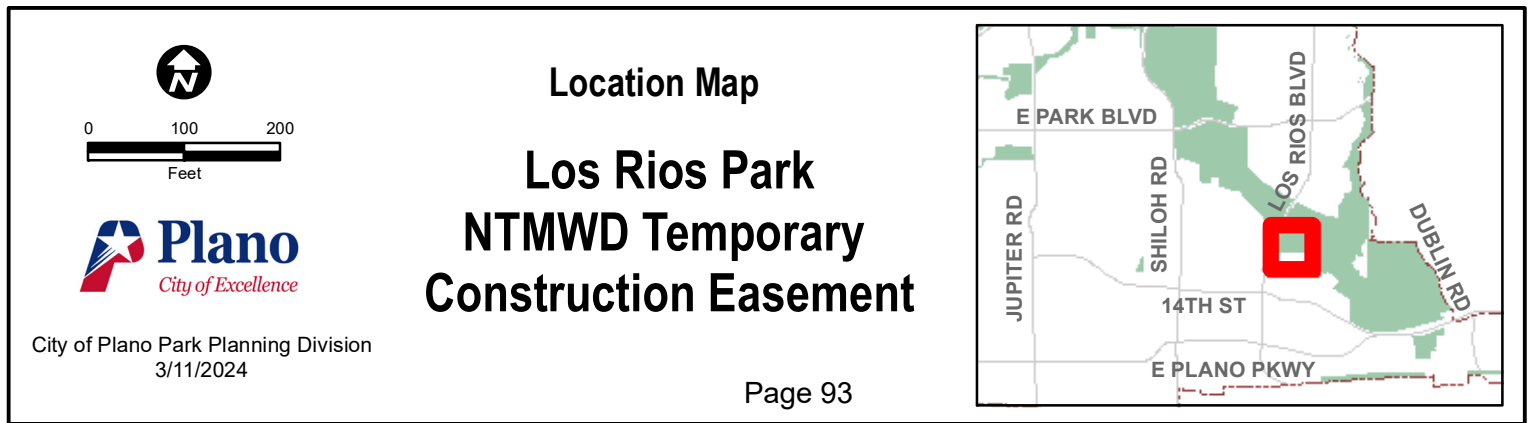 N
0 100 200
Feet
Plano
City of Excellence
City of Plano Park Planning Division
3/11/2024
Location Map
Los Rios Park
NTMWD Temporary
Construction Easement
Page 93
E PARK BLVD
LOS RIOS BLVD
JUPITER RD
SHILOH RD
DUBLIN RD
14TH ST
E PLANO PKWY